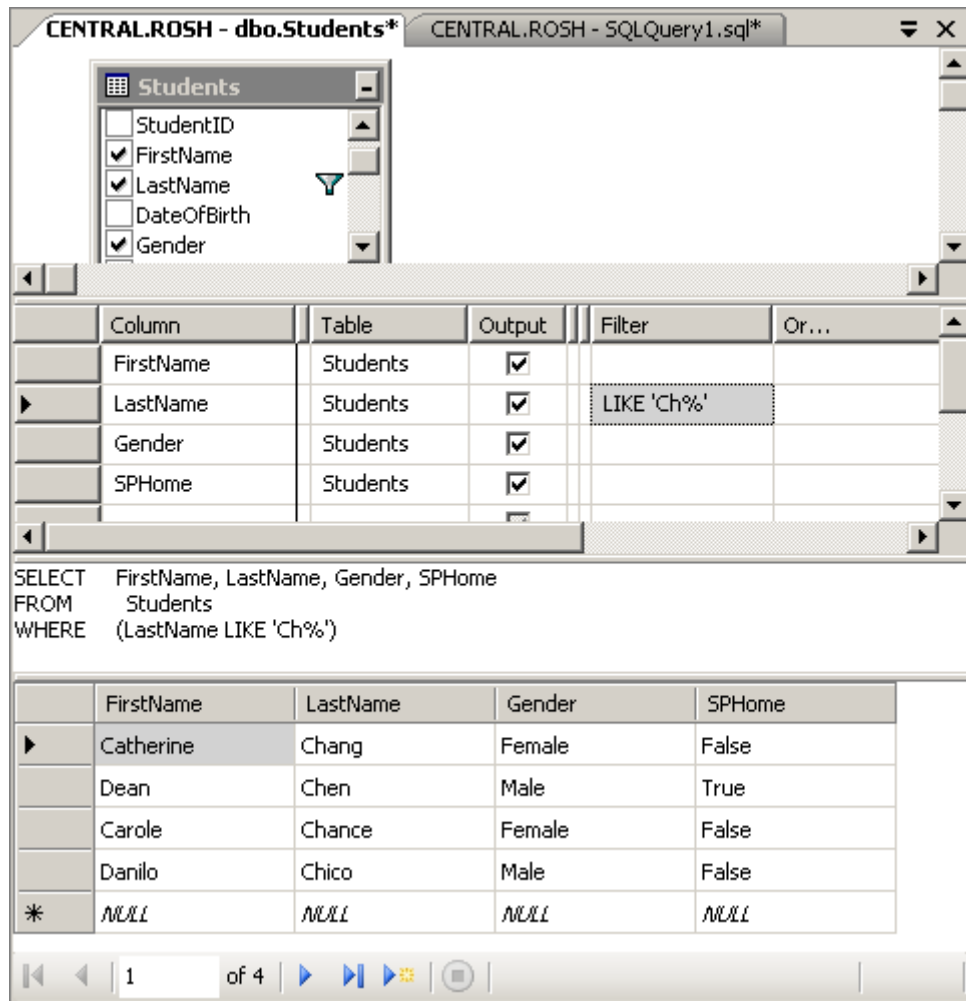 CENTRAL.ROSH - dbo.Students* CENTRAL.ROSH - SQLQuery1.sql*
Students
StudentID
FirstName
LastName
DateOfBirth
Gender
Column Table Output Filter Or...
FirstName Students
LastName Students LIKE 'Ch%'
Gender Students
SPHome Students
SELECT FirstName, LastName, Gender, SPHome
FROM Students
WHERE (LastName LIKE 'Ch%')
FirstName LastName Gender SPHome
Catherine Chang Female False
Dean Chen Male True
Carole Chance Female False
Danilo Chico Male False
NULL NULL NULL NULL
1 of 4